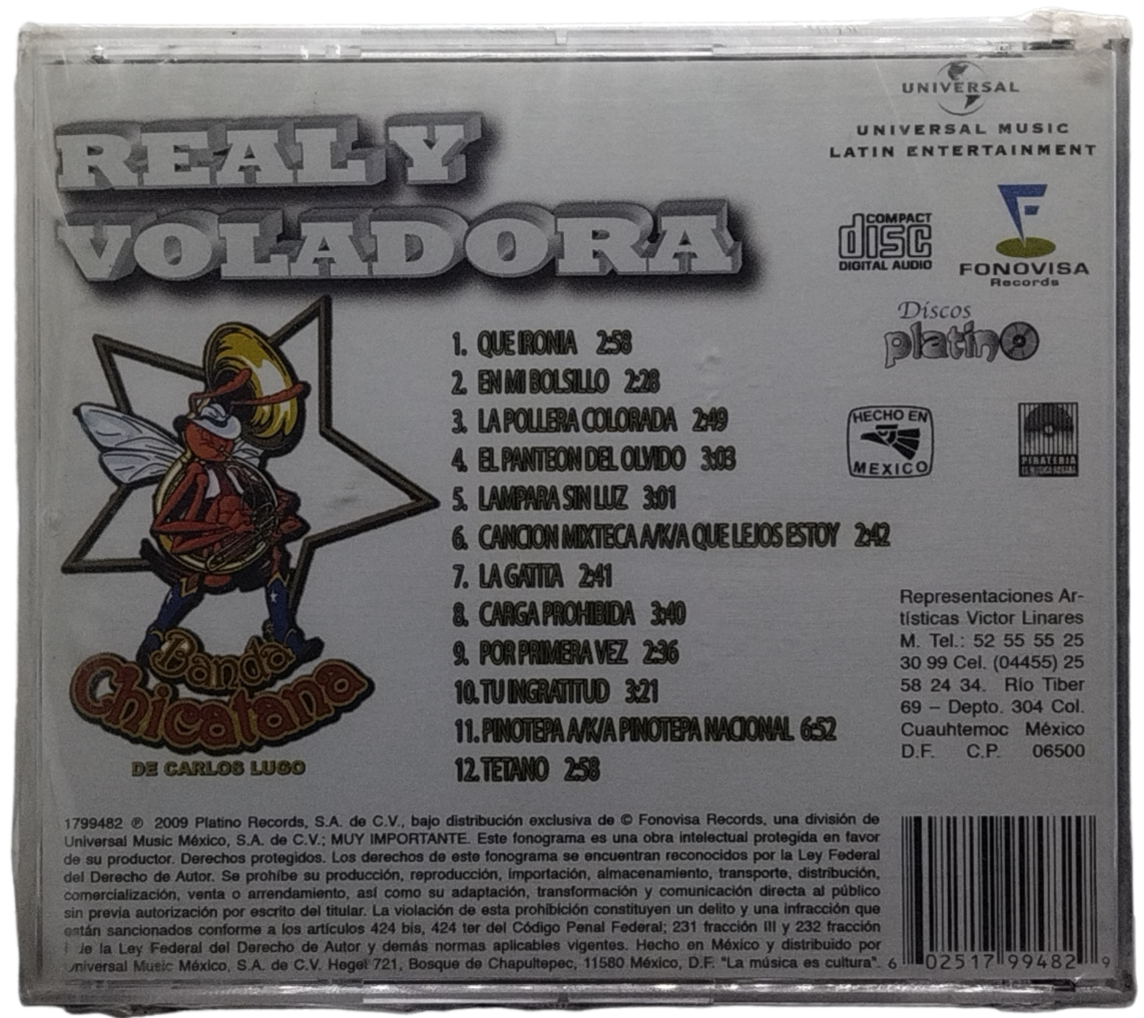 REAL Y
VOLADORA
UNIVERSAL
UNIVERSAL MUSIC
LATIN ENTERTAINMENT
COMPACT
disc
DIGITAL AUDIO
F
FONOVISA
Records
Discos
platino
HECHO EN
MEXICO
PIRATERIA
1. QUE IRONIA 2:58
2. EN MI BOLSILLO 2:28
3. LA POLLERA COLORADA 2:49
4. EL PANTEON DEL OLVIDO 3:03
5. LAMPARA SIN LUZ 3:01
6. CANCION MIXTECA A/K/A QUE LEJOS ESTOY 2:42
7. LA GATITA 2:41
8. CARGA PROHIBIDA 3:40
9. POR PRIMERA VEZ 2:36
10. TU INGRATITUD 3:21
11. PINOTEPA A/K/A PINOTEPA NACIONAL 6:52
12. TETANO 2:58
Banda
Chicatana
DE CARLOS LUGO
Representaciones Ar-
tísticas Victor Linares
M. Tel.: 52 55 55 25
30 99 Cel. (04455) 25
58 24 34. Río Tiber
69 – Depto. 304 Col.
Cuauhtemoc México
D.F. C.P. 06500
1799482 ℗ 2009 Platino Records, S.A. de C.V., bajo distribución exclusiva de © Fonovisa Records, una división de
Universal Music México, S.A. de C.V.; MUY IMPORTANTE. Este fonograma es una obra intelectual protegida en favor
de su productor. Derechos protegidos. Los derechos de este fonograma se encuentran reconocidos por la Ley Federal
del Derecho de Autor. Se prohíbe su producción, reproducción, importación, almacenamiento, transporte, distribución,
comercialización, venta o arrendamiento, así como su adaptación, transformación y comunicación directa al público
sin previa autorización por escrito del titular. La violación de esta prohibición constituyen un delito y una infracción que
están sancionados conforme a los artículos 424 bis, 424 ter del Código Penal Federal; 231 fracción III y 232 fracción
I de la Ley Federal del Derecho de Autor y demás normas aplicables vigentes. Hecho en México y distribuido por
Universal Music México, S.A. de C.V. Hegel 721, Bosque de Chapultepec, 11580 México, D.F. "La música es cultura".
6 02517 99482 9